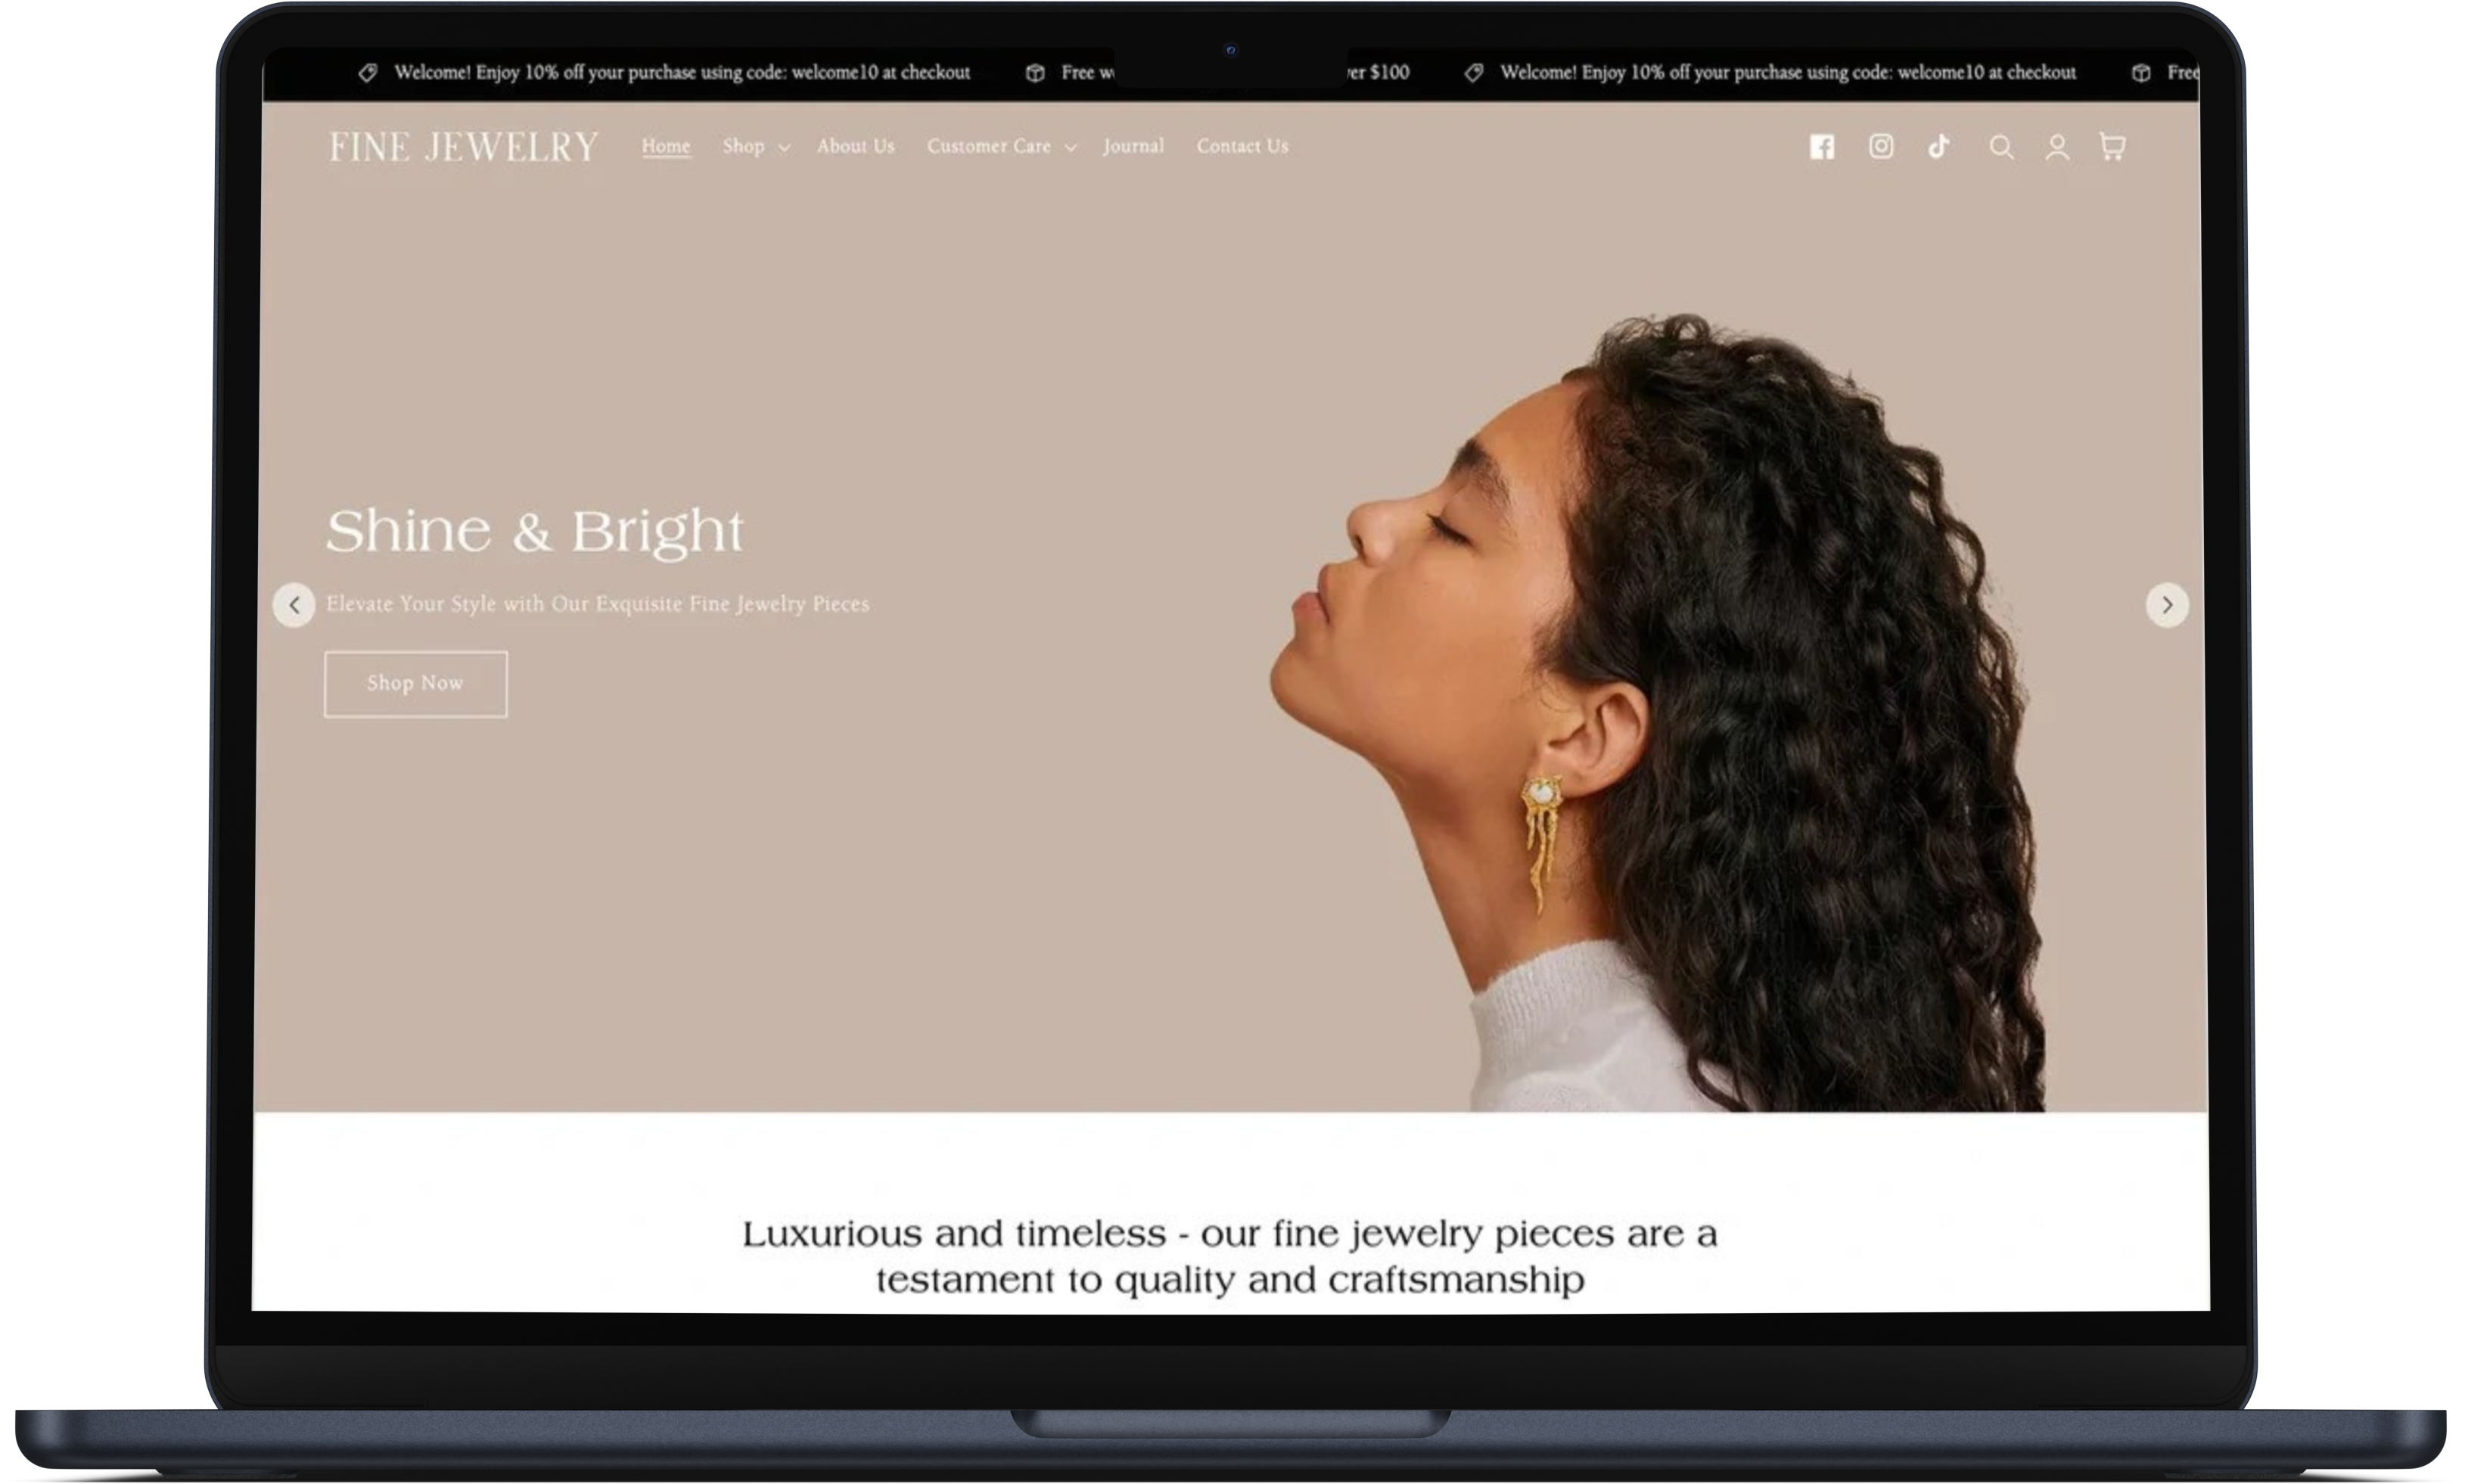 Welcome! Enjoy 10% off your purchase using code: welcome10 at checkout Free $100 Welcome! Enjoy 10% off your purchase using code: welcome10 at checkout Free
FINE JEWELRY Home Shop About Us Customer Care Journal Contact Us
Shine & Bright
Elevate Your Style with Our Exquisite Fine Jewelry Pieces
Shop Now
Luxurious and timeless - our fine jewelry pieces are a
testament to quality and craftsmanship